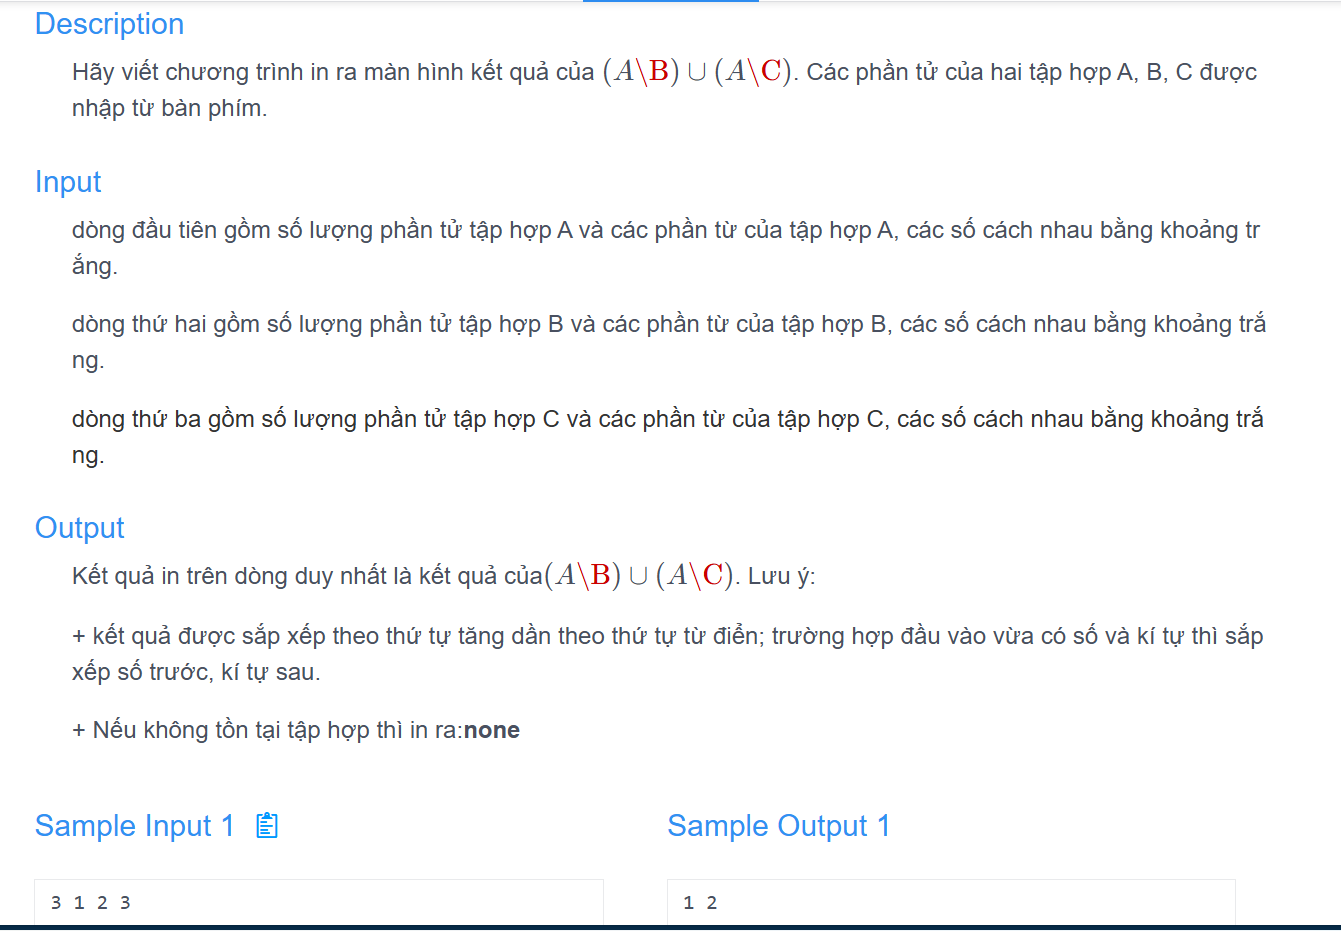 Description
Hãy viết chương trình in ra màn hình kết quả của (A\B) ∪ (A\C). Các phần tử của hai tập hợp A, B, C được
nhập từ bàn phím.
Input
dòng đầu tiên gồm số lượng phần tử tập hợp A và các phần từ của tập hợp A, các số cách nhau bằng khoảng tr
ắng.
dòng thứ hai gồm số lượng phần tử tập hợp B và các phần từ của tập hợp B, các số cách nhau bằng khoảng trắ
ng.
dòng thứ ba gồm số lượng phần tử tập hợp C và các phần từ của tập hợp C, các số cách nhau bằng khoảng trắ
ng.
Output
Kết quả in trên dòng duy nhất là kết quả của(A\B) ∪ (A\C). Lưu ý:
+ kết quả được sắp xếp theo thứ tự tăng dần theo thứ tự từ điển; trường hợp đầu vào vừa có số và kí tự thì sắp
xếp số trước, kí tự sau.
+ Nếu không tồn tại tập hợp thì in ra:none
Sample Input 1
Sample Output 1
3 1 2 3
1 2